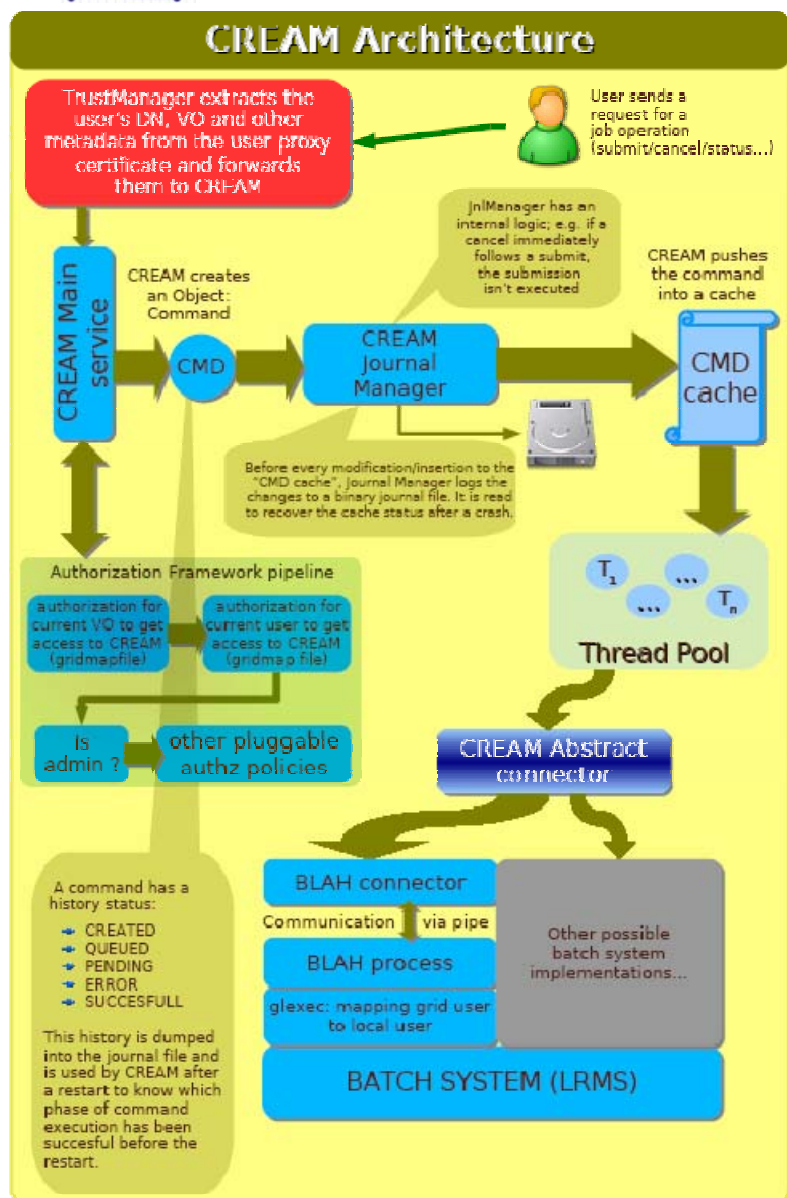 CREAM Architecture
TrustManager extracts the
user's DN, VO and other
metadata from the user proxy
certificate and forwards
them to CREAM
User sends a
request for a
job operation
(submit/cancel/status...)
JnlManager has an
internal logic; e.g. if a
cancel immediately
follows a submit,
the submission
isn't executed
CREAM Main
service
CREAM creates
an Object:
Command
CMD
CREAM
Journal
Manager
CREAM pushes
the command
into a cache
CMD
cache
Before every modification/insertion to the
"CMD cache", Journal Manager logs the
changes to a binary journal file. It is read
to recover the cache status after a crash.
Authorization Framework pipeline
authorization for
current VO to get
access to CREAM
(gridmapfile)
authorization for
current user to get
access to CREAM
(gridmap file)
is
admin ?
other pluggable
authz policies
T1
...
...
Tn
Thread Pool
CREAM Abstract
connector
A command has a
history status:
CREATED
QUEUED
PENDING
ERROR
SUCCESFULL
This history is dumped
into the journal file and
is used by CREAM after
a restart to know which
phase of command
execution has been
succesful before the
restart.
BLAH connector
Communication via pipe
BLAH process
glexec: mapping grid user
to local user
Other possible
batch system
implementations...
BATCH SYSTEM (LRMS)